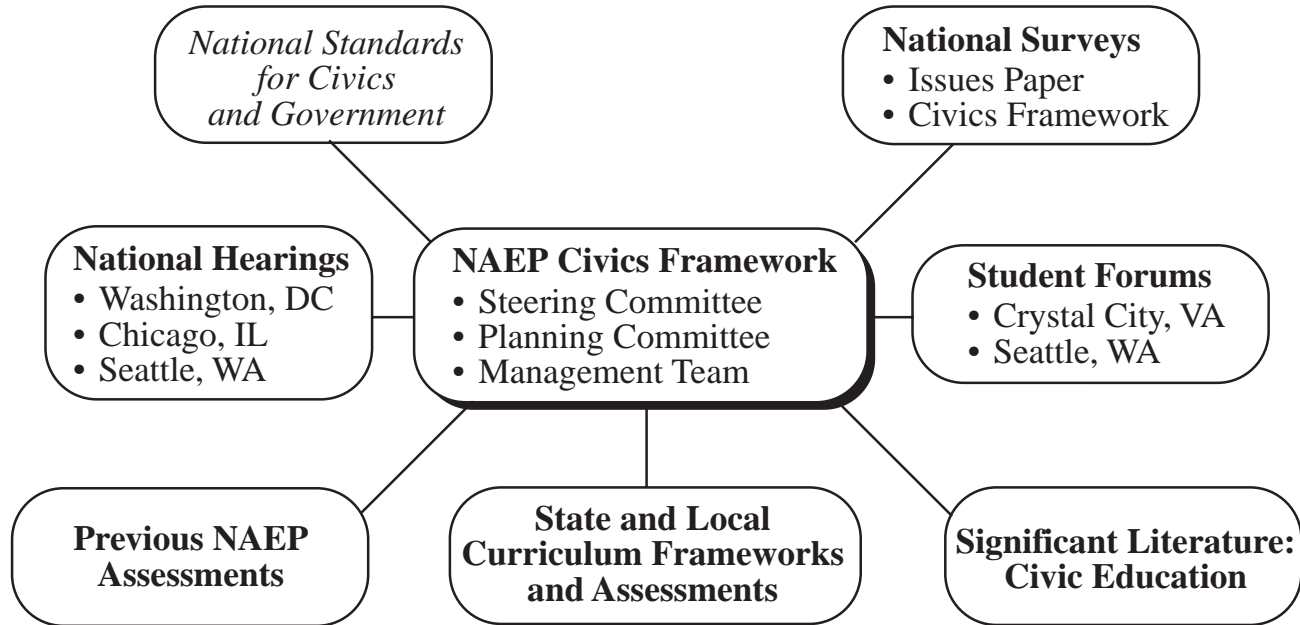 National Standards
for Civics
and Government
National Surveys
• Issues Paper
• Civics Framework
National Hearings
• Washington, DC
• Chicago, IL
• Seattle, WA
NAEP Civics Framework
• Steering Committee
• Planning Committee
• Management Team
Student Forums
• Crystal City, VA
• Seattle, WA
Previous NAEP
Assessments
State and Local
Curriculum Frameworks
and Assessments
Significant Literature:
Civic Education